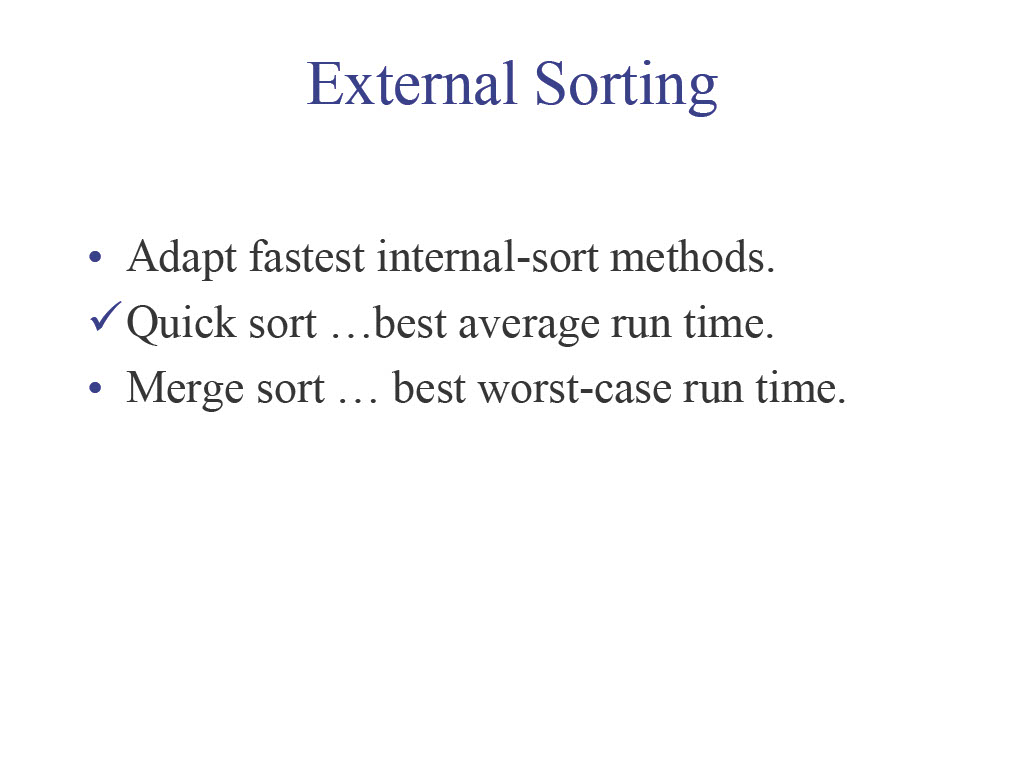 External Sorting
• Adapt fastest internal-sort methods.
✓ Quick sort …best average run time.
• Merge sort … best worst-case run time.